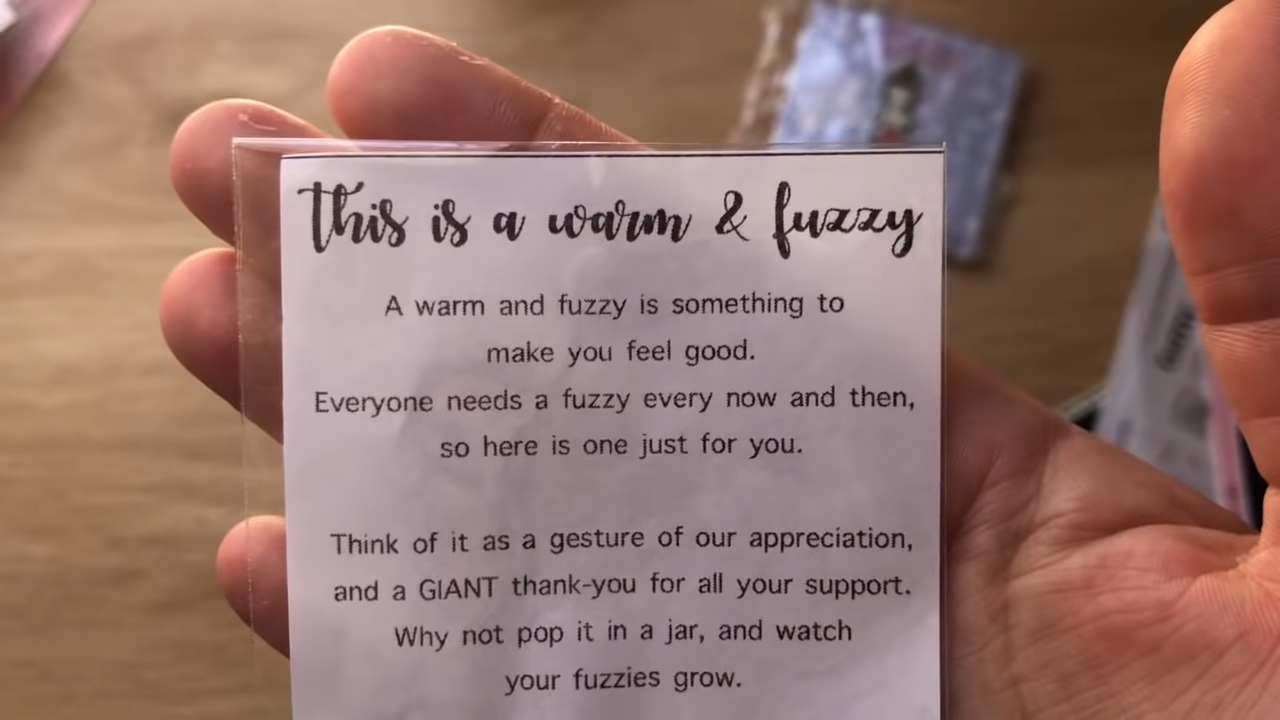 this is a warm & fuzzy
A warm and fuzzy is something to
make you feel good.
Everyone needs a fuzzy every now and then,
so here is one just for you.
Think of it as a gesture of our appreciation,
and a GIANT thank-you for all your support.
Why not pop it in a jar, and watch
your fuzzies grow.